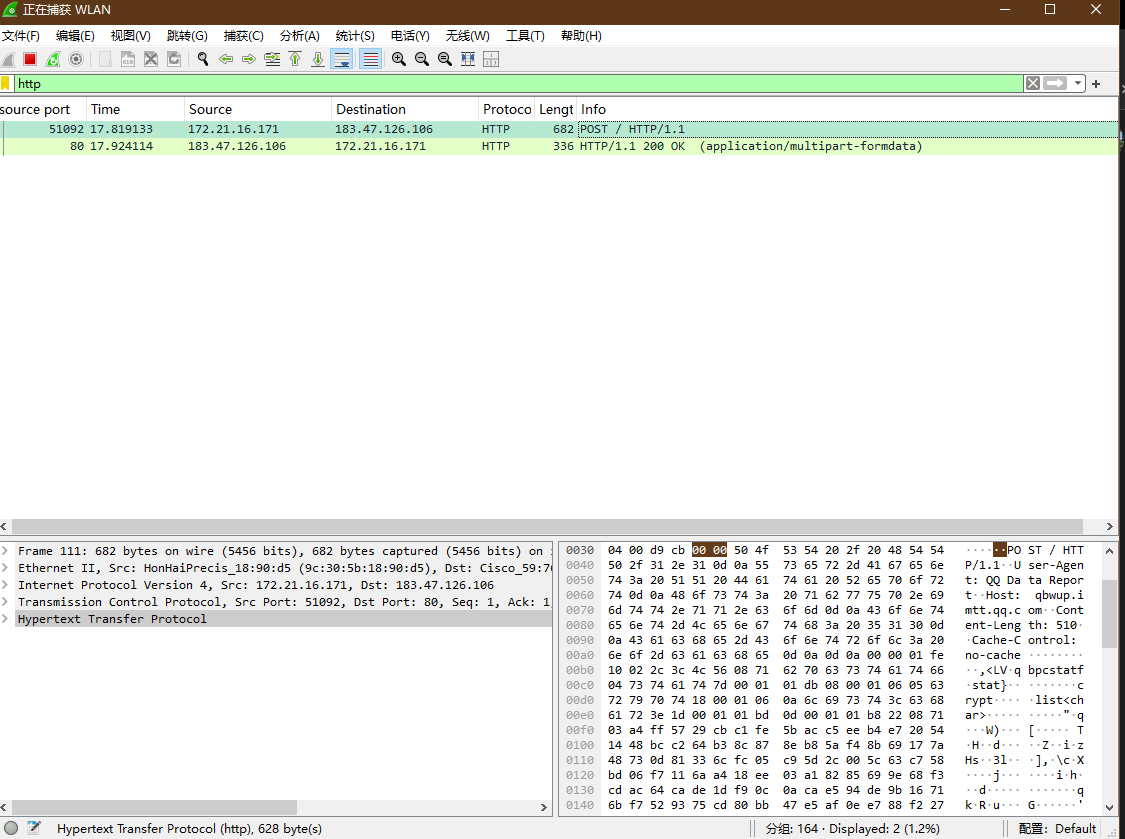 正在捕获 WLAN
文件(F) 编辑(E) 视图(V) 跳转(G) 捕获(C) 分析(A) 统计(S) 电话(Y) 无线(W) 工具(T) 帮助(H)
http
source port Time Source Destination Protoco Lengt Info
51092 17.819133 172.21.16.171 183.47.126.106 HTTP 682 POST / HTTP/1.1
80 17.924114 183.47.126.106 172.21.16.171 HTTP 336 HTTP/1.1 200 OK (application/multipart-formdata)
Frame 111: 682 bytes on wire (5456 bits), 682 bytes captured (5456 bits) on
Ethernet II, Src: HonHaiPrecis_18:90:d5 (9c:30:5b:18:90:d5), Dst: Cisco_59:7
Internet Protocol Version 4, Src: 172.21.16.171, Dst: 183.47.126.106
Transmission Control Protocol, Src Port: 51092, Dst Port: 80, Seq: 1, Ack: 1
Hypertext Transfer Protocol
0030 04 00 d9 cb 00 00 50 4f 53 54 20 2f 20 48 54 54 ······PO ST / HTT
0040 50 2f 31 2e 31 0d 0a 55 73 65 72 2d 41 67 65 6e P/1.1··U ser-Agen
0050 74 3a 20 51 51 20 44 61 74 61 20 52 65 70 6f 72 t: QQ Da ta Repor
0060 74 0d 0a 48 6f 73 74 3a 20 71 62 77 75 70 2e 69 t··Host: qbwup.i
0070 6d 74 74 2e 71 71 2e 63 6f 6d 0d 0a 43 6f 6e 74 mtt.qq.c om··Cont
0080 65 6e 74 2d 4c 65 6e 67 74 68 3a 20 35 31 30 0d ent-Leng th: 510·
0090 0a 43 61 63 68 65 2d 43 6f 6e 74 72 6f 6c 3a 20 ·Cache-C ontrol:
00a0 6e 6f 2d 63 61 63 68 65 0d 0a 0d 0a 00 00 01 fe no-cache ········
00b0 10 02 2c 3c 4c 56 08 71 62 70 63 73 74 61 74 66 ··,<LV·q bpcstatf
00c0 04 73 74 61 74 7d 00 01 01 db 08 00 01 06 05 63 ·stat}·· ·······c
00d0 72 79 70 74 18 00 01 06 0a 6c 69 73 74 3c 63 68 rypt···· ·list<ch
00e0 61 72 3e 1d 00 01 01 bd 0d 00 01 01 b8 22 08 71 ar>····· ·····"·q
00f0 03 a4 ff 57 29 cb c1 fe 5b ac c5 ee b4 e7 20 54 ···W)··· [····· T
0100 14 48 bc c2 64 b3 8c 87 8e b8 5a f4 8b 69 17 7a ·H··d··· ··Z··i·z
0110 48 73 0d 81 33 6c fc 05 c9 5d 2c 00 5c 63 c7 58 Hs··3l·· ·],·\c·X
0120 bd 06 f7 11 6a a4 18 ee 03 a1 82 85 69 9e 68 f3 ····j··· ····i·h·
0130 cd ac 64 ca de 1d f9 0c 0a ca e5 94 de 9b 16 71 ··d····· ·······q
0140 6b f7 52 93 75 cd 80 bb 47 e5 af 0e e7 88 f2 27 k·R·u··· G······'
Hypertext Transfer Protocol (http), 628 byte(s) 分组: 164 · Displayed: 2 (1.2%) 配置: Default